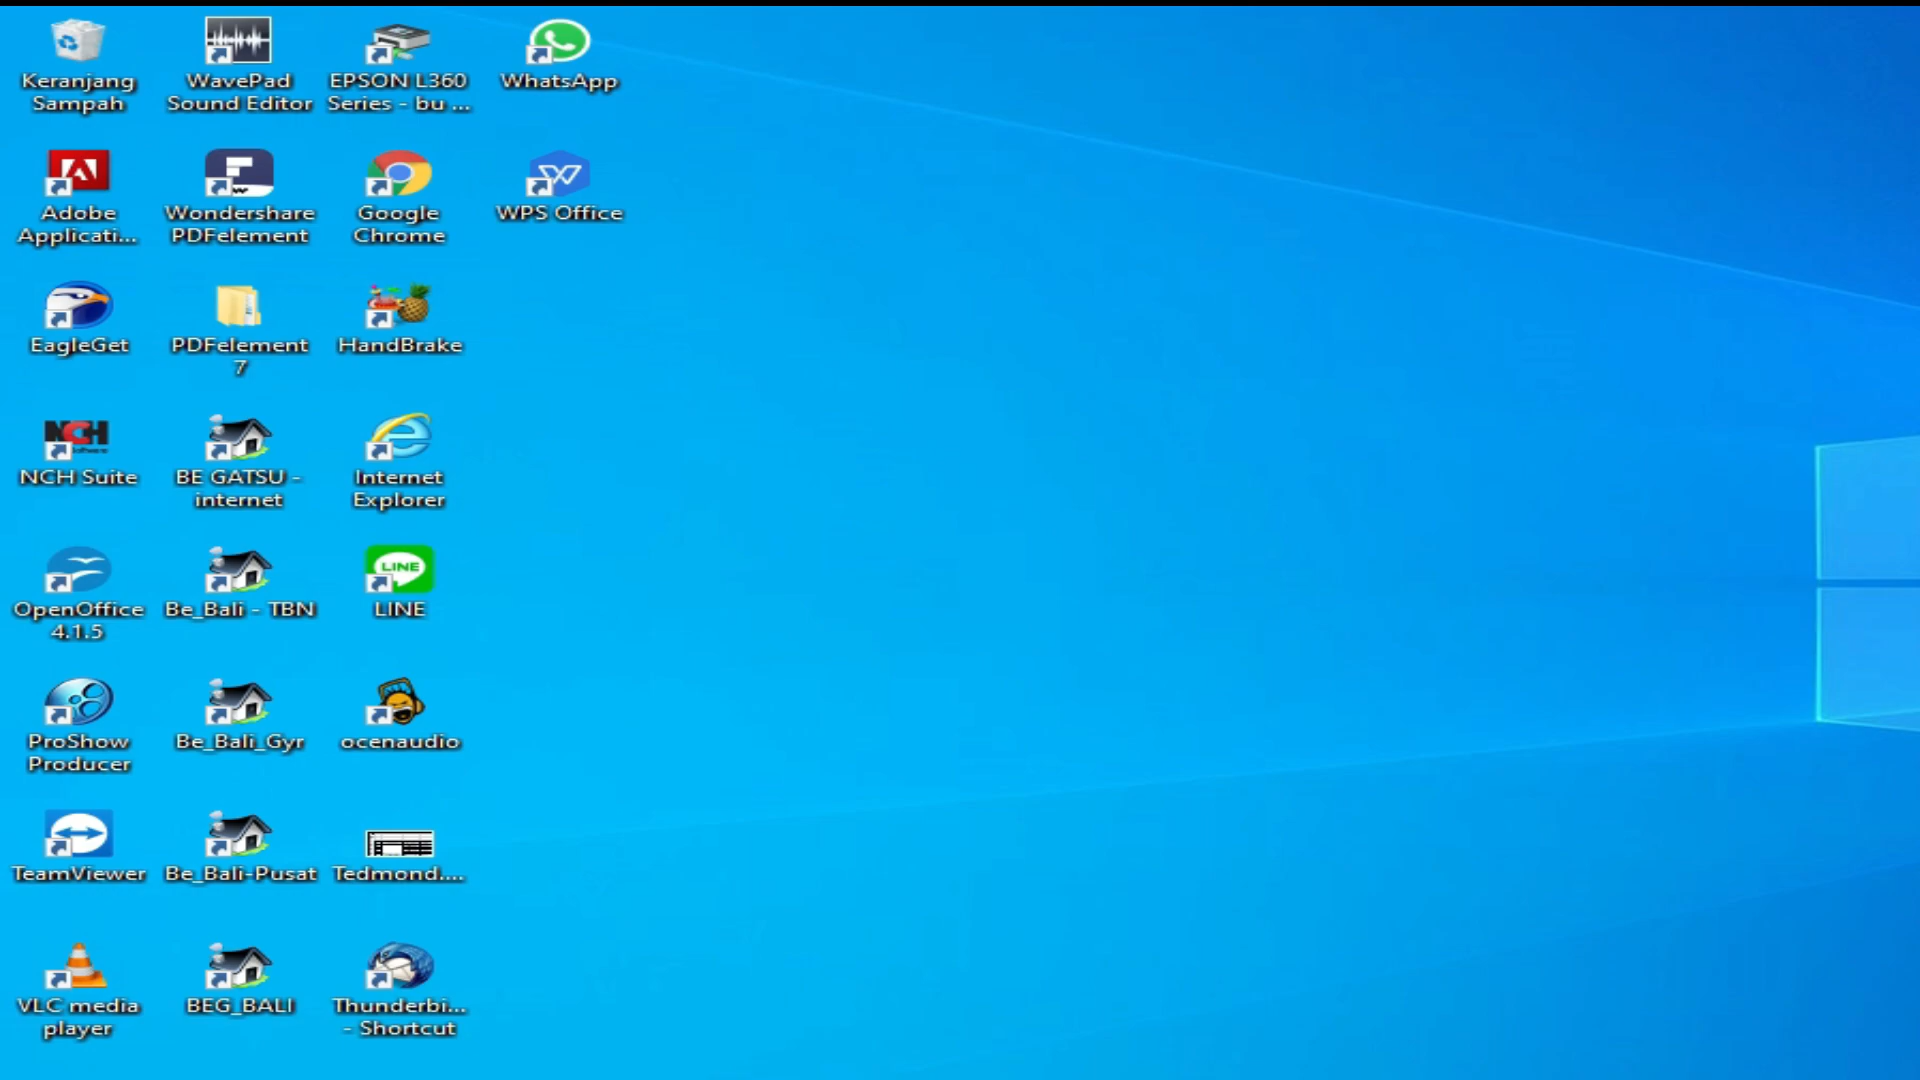 Keranjang
Sampah
WavePad
Sound Editor
EPSON L360
Series - bu ...
WhatsApp
Adobe
Applicati...
Wondershare
PDFelement
Google
Chrome
WPS Office
EagleGet
PDFelement
7
HandBrake
NCH
NCH Suite
BE GATSU -
internet
Internet
Explorer
OpenOffice
4.1.5
Be_Bali - TBN
LINE
LINE
ProShow
Producer
Be_Bali_Gyr
ocenaudio
TeamViewer
Be_Bali-Pusat
Tedmond....
VLC media
player
BEG_BALI
Thunderbi...
- Shortcut